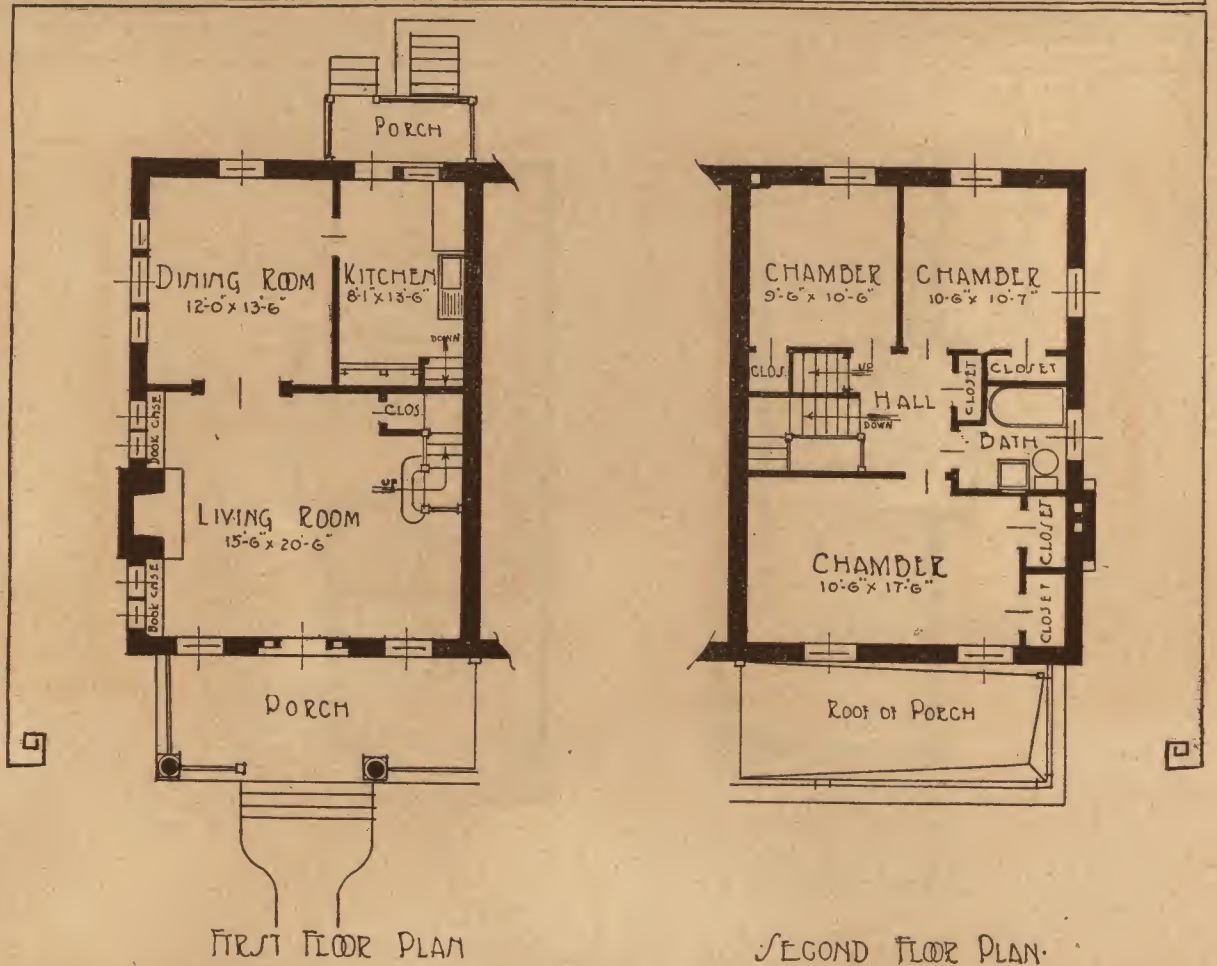 PORCH
DINING ROOM
12'-0" x 13'-6"
KITCHEN
8'-1" x 13'-6"
DOWN
CLOS.
BOOK CASE
UP
LIVING ROOM
15'-6" x 20'-6"
BOOK CASE
PORCH
FIRST FLOOR PLAN
CHAMBER
9'-6" x 10'-6"
CHAMBER
10'-6" x 10'-7"
CLOS.
UP
CLOSET
CLOSET
HALL
DOWN
BATH
CHAMBER
10'-6" x 17'-6"
CLOSET
CLOSET
ROOF OF PORCH
SECOND FLOOR PLAN.